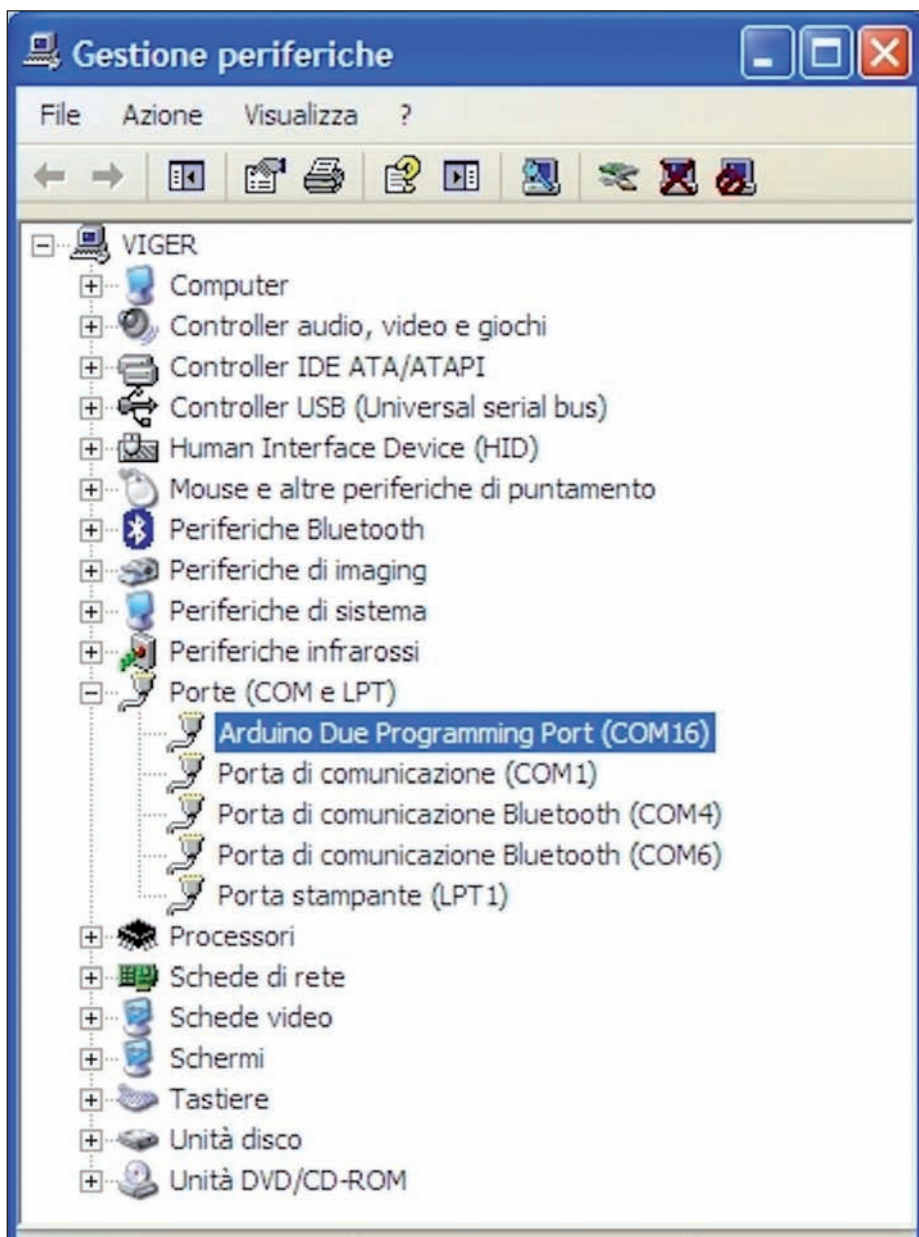 Gestione periferiche
File Azione Visualizza ?
VIGER
Computer
Controller audio, video e giochi
Controller IDE ATA/ATAPI
Controller USB (Universal serial bus)
Human Interface Device (HID)
Mouse e altre periferiche di puntamento
Periferiche Bluetooth
Periferiche di imaging
Periferiche di sistema
Periferiche infrarossi
Porte (COM e LPT)
Arduino Due Programming Port (COM16)
Porta di comunicazione (COM1)
Porta di comunicazione Bluetooth (COM4)
Porta di comunicazione Bluetooth (COM6)
Porta stampante (LPT1)
Processori
Schede di rete
Schede video
Schermi
Tastiere
Unità disco
Unità DVD/CD-ROM